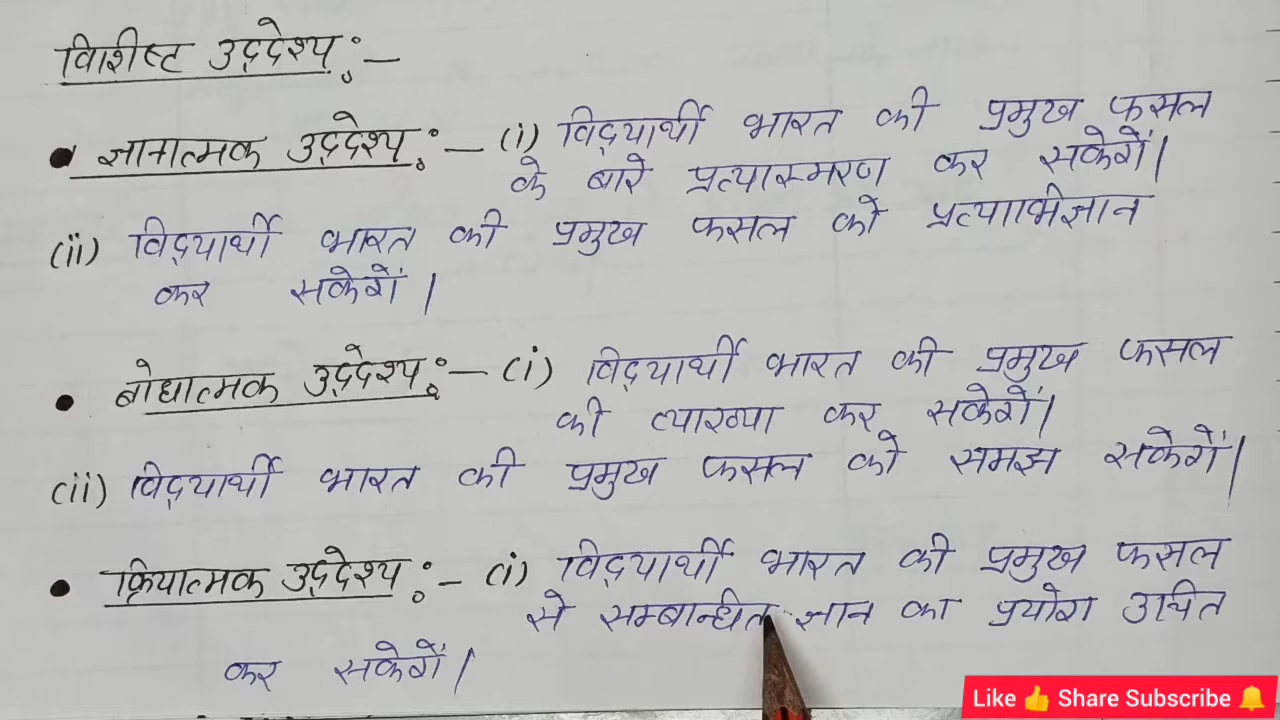 विशिष्ट उद्देश्य :-
• ज्ञानात्मक उद्देश्य :- (i) विद्यार्थी भारत की प्रमुख फसल
के बारे प्रत्यास्मरण कर सकेगें।
(ii) विद्यार्थी भारत की प्रमुख फसल को प्रत्याभिज्ञान
कर सकेगें।
• बोधात्मक उद्देश्य :- (i) विद्यार्थी भारत की प्रमुख फसल
की व्याख्या कर सकेगें।
(ii) विद्यार्थी भारत की प्रमुख फसल को समझ सकेगें।
• क्रियात्मक उद्देश्य :- (i) विद्यार्थी भारत की प्रमुख फसल
से सम्बन्धित ज्ञान का प्रयोग उचित
कर सकेगें।
Like 👍 Share Subscribe 🔔